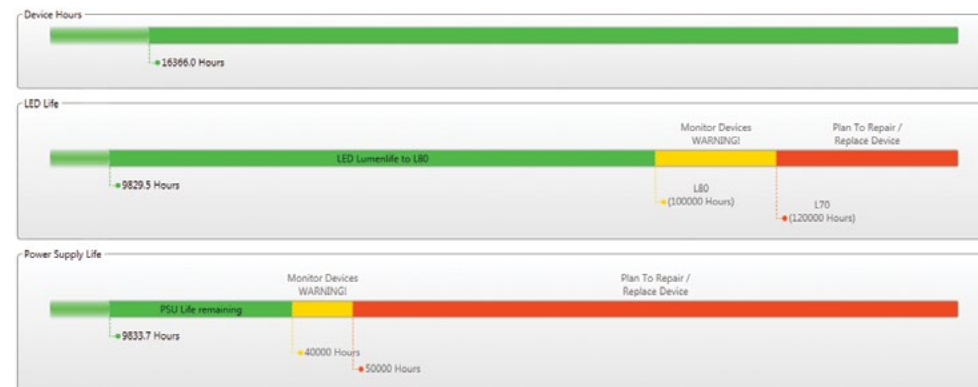 Device Hours
16366.0 Hours
LED Life
Monitor Devices
WARNING!
Plan To Repair /
Replace Device
LED Lumenlife to L80
9829.5 Hours
L80
(100000 Hours)
L70
(120000 Hours)
Power Supply Life
Monitor Devices
WARNING!
Plan To Repair /
Replace Device
PSU Life remaining
9833.7 Hours
40000 Hours
50000 Hours